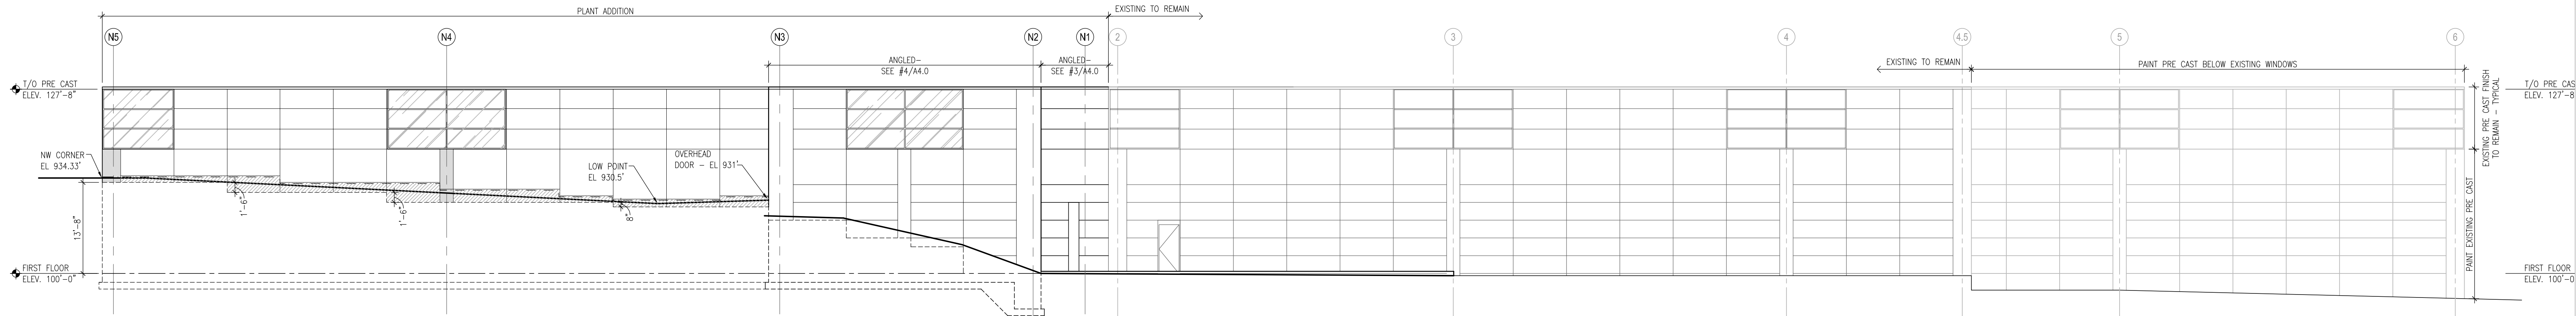 PLANT ADDITION
EXISTING TO REMAIN
N5
N4
N3
N2
N1
2
3
4
4.5
5
6
ANGLED-
SEE #4/A4.0
ANGLED-
SEE #3/A4.0
EXISTING TO REMAIN
PAINT PRE CAST BELOW EXISTING WINDOWS
T/O PRE CAST
ELEV. 127'-8"
T/O PRE CAS
ELEV. 127'-8
EXISTING PRE CAST FINISH
TO REMAIN - TYPICAL
NW CORNER
EL 934.33'
LOW POINT
EL 930.5'
OVERHEAD
DOOR - EL 931'
13'-8"
1'-6"
1'-6"
8"
PAINT EXISTING PRE CAST
FIRST FLOOR
ELEV. 100'-0"
FIRST FLOOR
ELEV. 100'-0